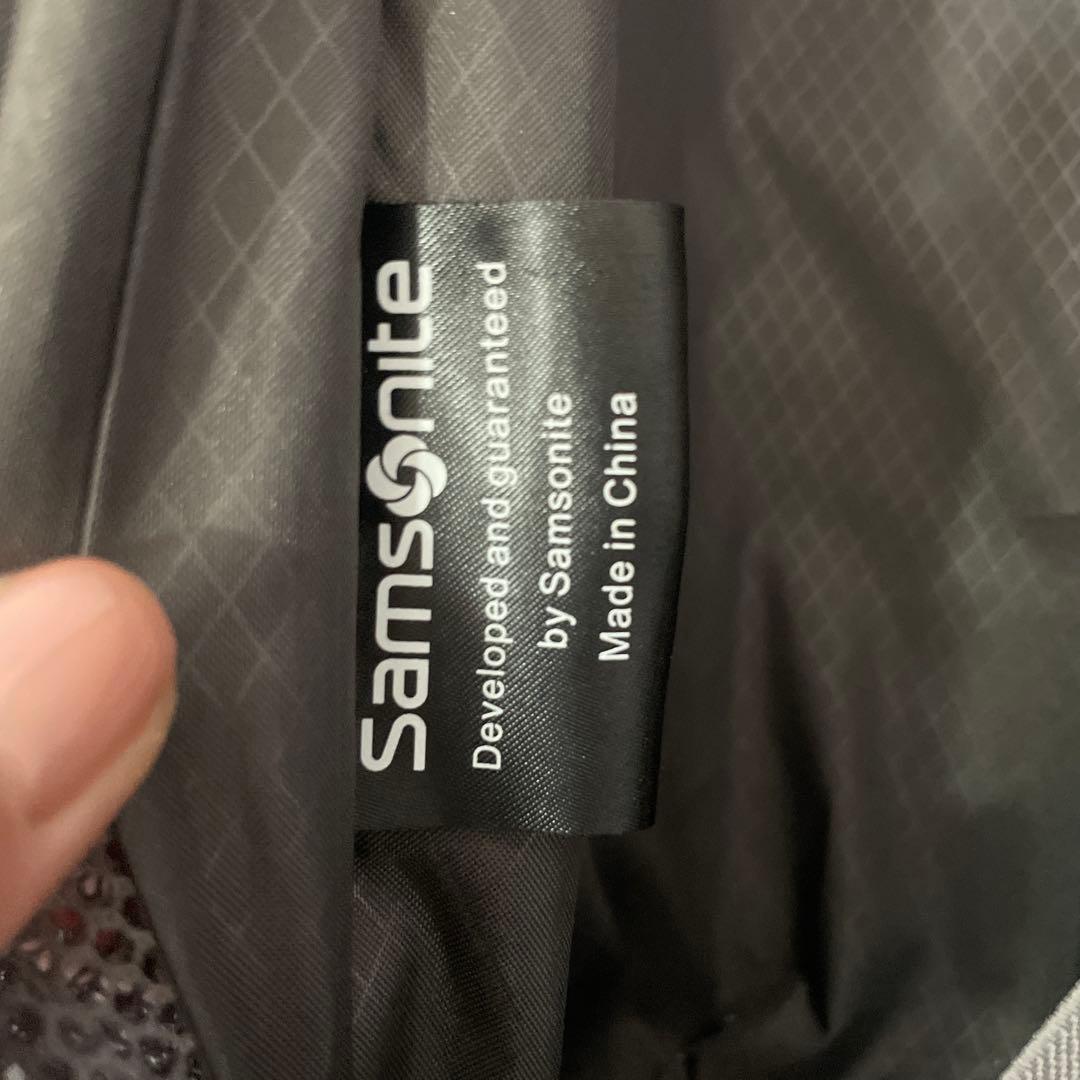 Samsonite
Developed and guaranteed
by Samsonite
Made in China